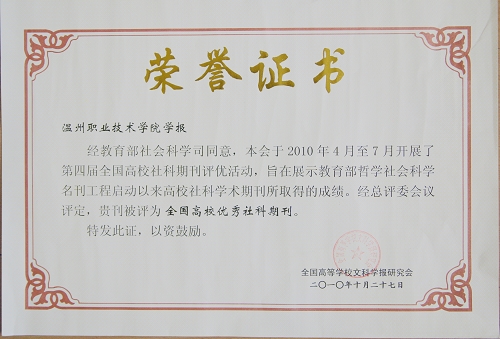 荣誉证书
温州职业技术学院学报
经教育部社会科学司同意，本会于2010年4月至7月开展了
第四届全国高校社科期刊评优活动，旨在展示教育部哲学社会科学
名刊工程启动以来高校社科学术期刊所取得的成绩。经总评委会议
评定，贵刊被评为 全国高校优秀社科期刊。
特发此证，以资鼓励。
全国高等学校文科学报研究会
二〇一〇年十月二十七日